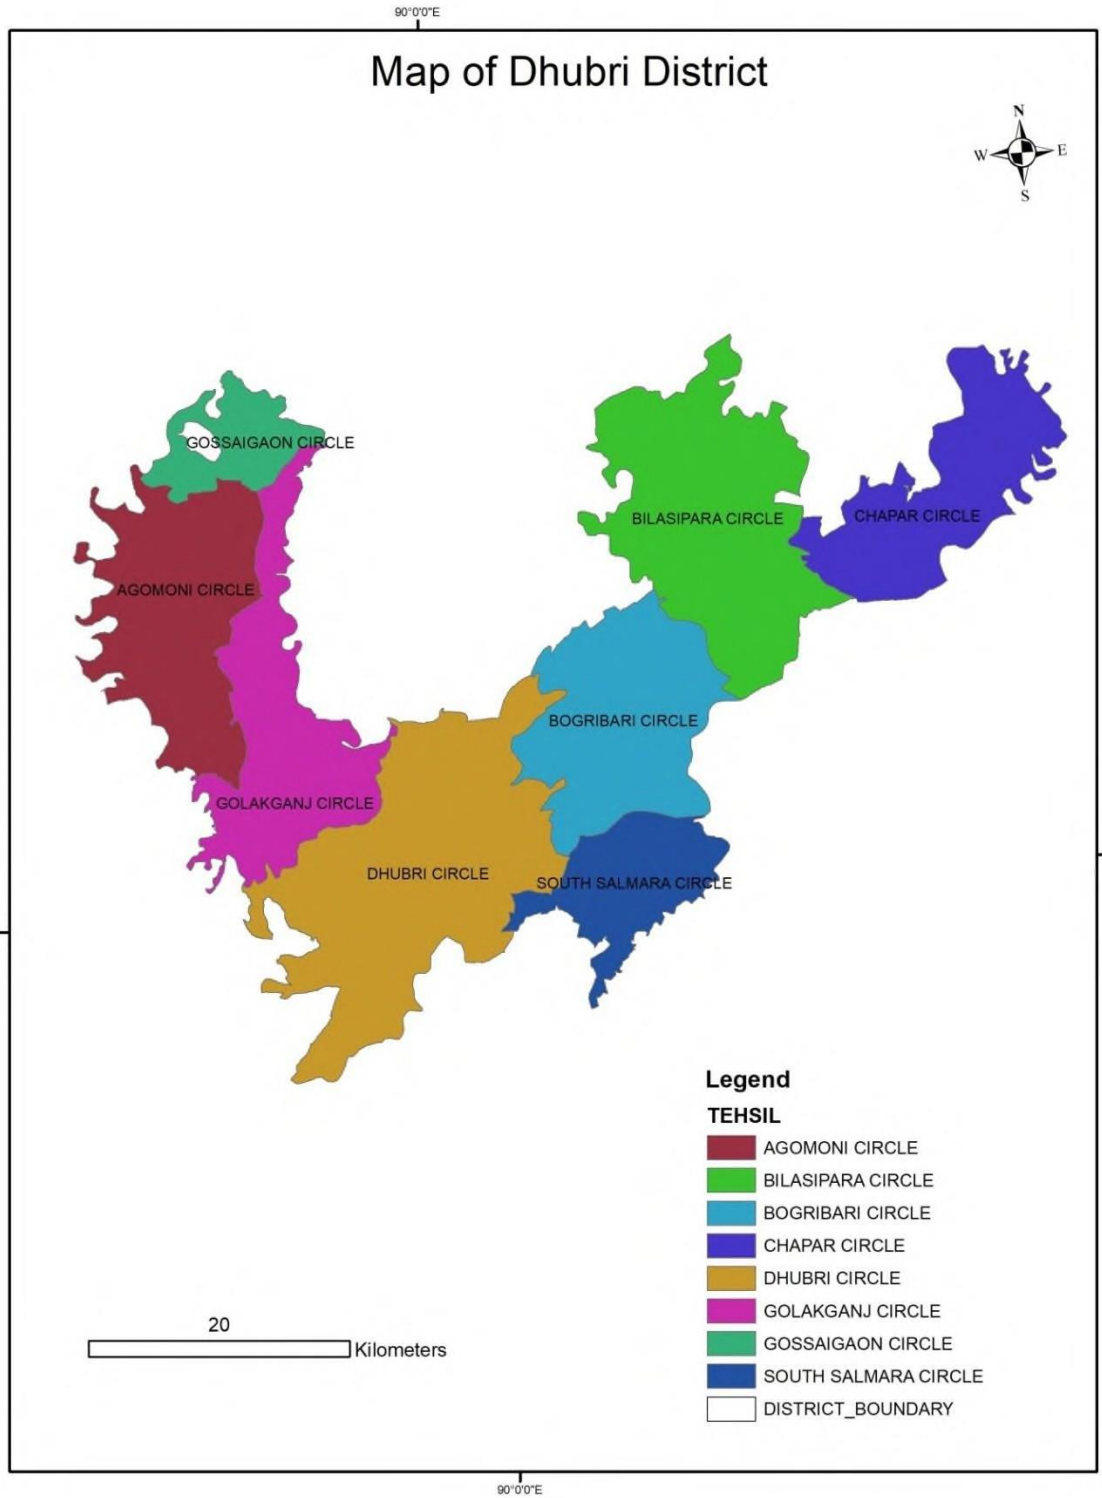 90°0'0"E
Map of Dhubri District
N
W E
S
GOSSAIGAON CIRCLE
BILASIPARA CIRCLE
CHAPAR CIRCLE
AGOMONI CIRCLE
BOGRIBARI CIRCLE
GOLAKGANJ CIRCLE
DHUBRI CIRCLE
SOUTH SALMARA CIRCLE
Legend
TEHSIL
AGOMONI CIRCLE
BILASIPARA CIRCLE
BOGRIBARI CIRCLE
CHAPAR CIRCLE
DHUBRI CIRCLE
GOLAKGANJ CIRCLE
GOSSAIGAON CIRCLE
SOUTH SALMARA CIRCLE
DISTRICT_BOUNDARY
20
Kilometers
90°0'0"E